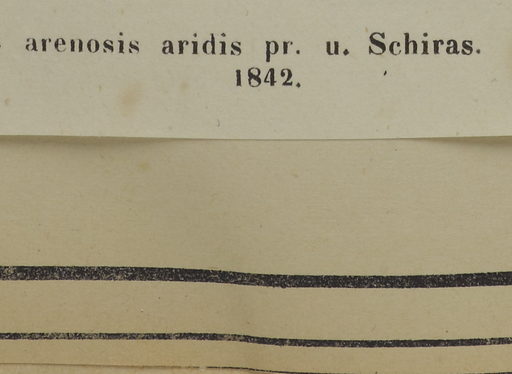 arenosis aridis pr. u. Schiras.
1842.